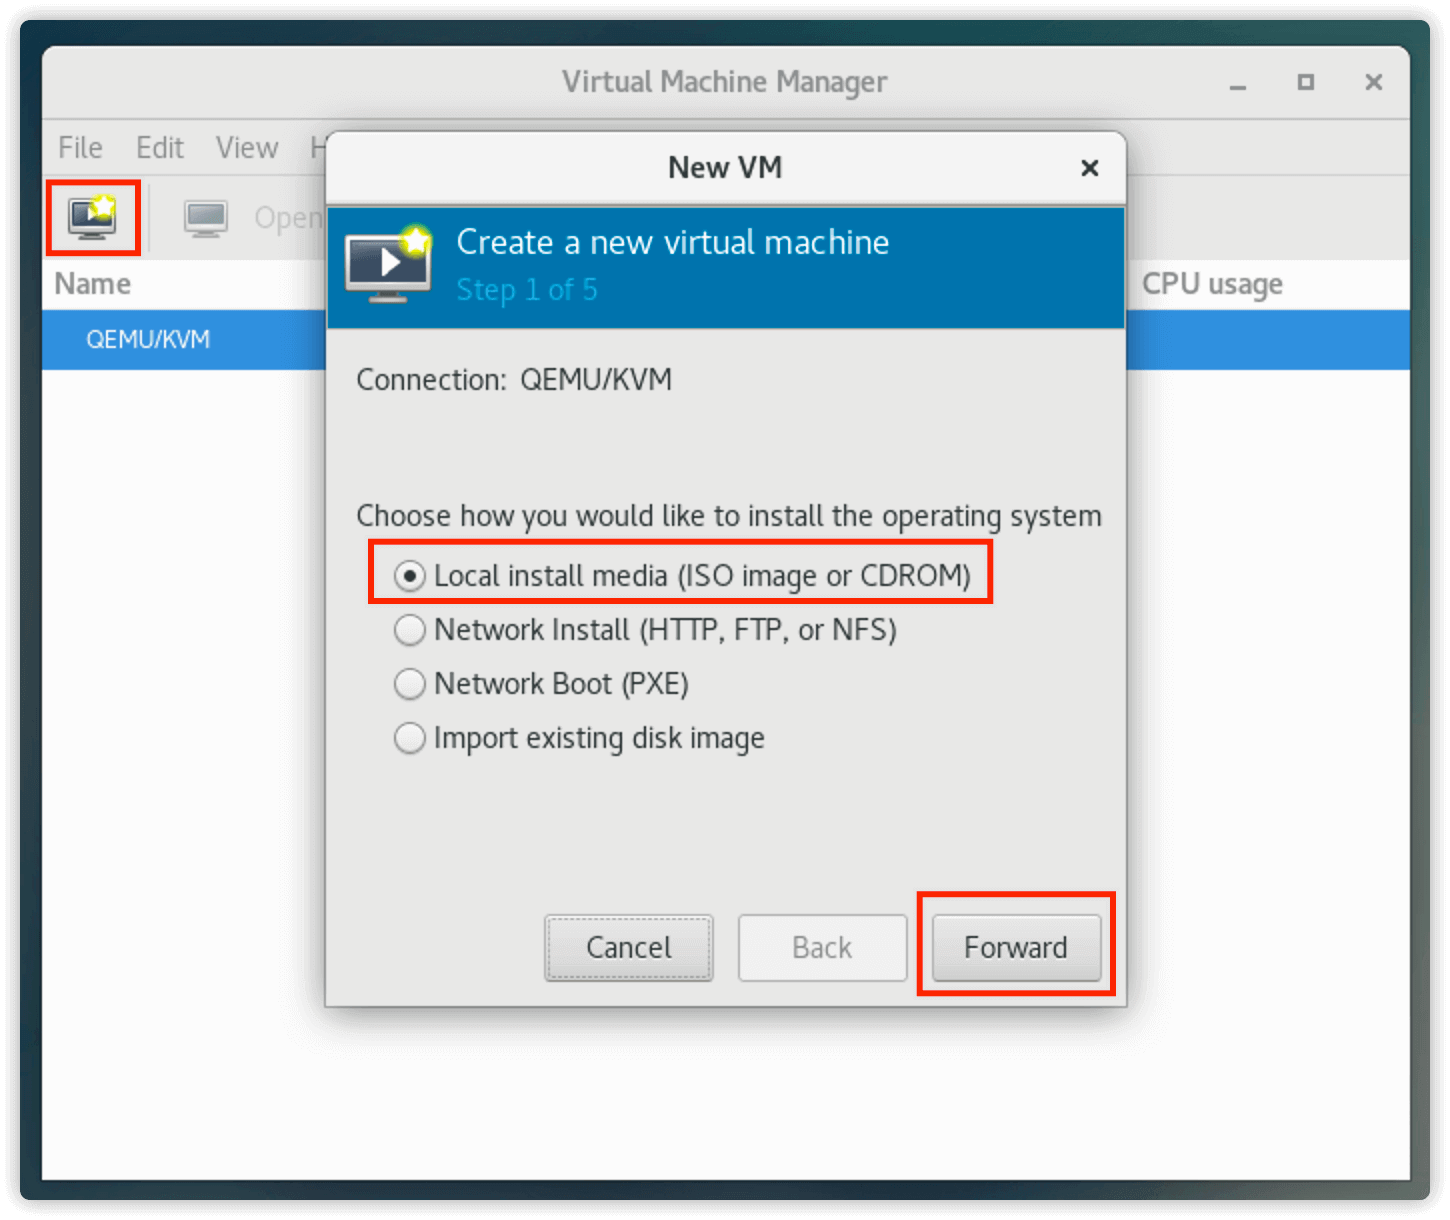 Virtual Machine Manager
File Edit View H
New VM
Open
Create a new virtual machine
Step 1 of 5
Name
CPU usage
QEMU/KVM
Connection: QEMU/KVM
Choose how you would like to install the operating system
Local install media (ISO image or CDROM)
Network Install (HTTP, FTP, or NFS)
Network Boot (PXE)
Import existing disk image
Cancel Back Forward